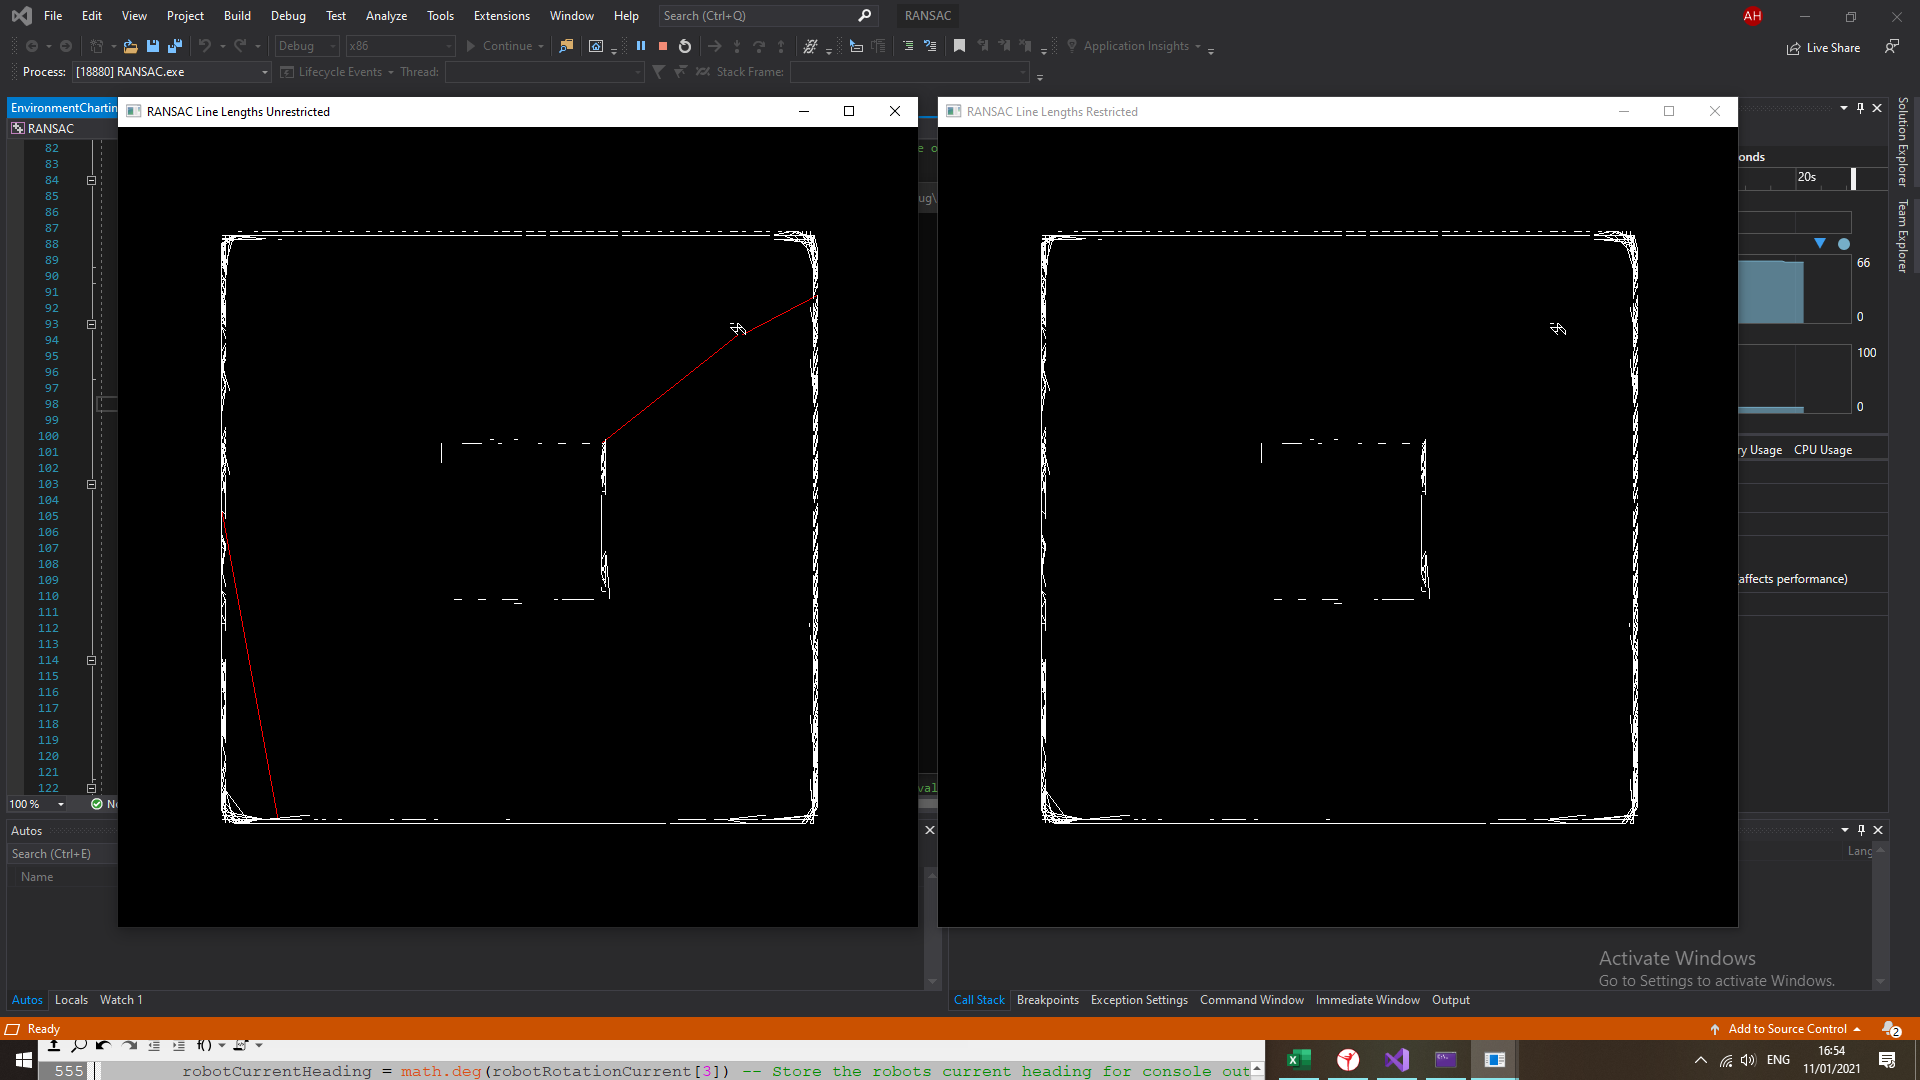 File Edit View Project Build Debug Test Analyze Tools Extensions Window Help Search (Ctrl+Q) RANSAC AH
Debug x86 Continue Application Insights Live Share
Process: [18880] RANSAC.exe Lifecycle Events Thread: Stack Frame:
EnvironmentChartin
RANSAC Line Lengths Unrestricted
RANSAC Line Lengths Restricted
RANSAC
82
83
84
85
86
87
88
89
90
91
92
93
94
95
96
97
98
99
100
101
102
103
104
105
106
107
108
109
110
111
112
113
114
115
116
117
118
119
120
121
122
e o
ug\
val
onds
20s
66
0
100
0
ry Usage CPU Usage
affects performance)
Solution Explorer
Team Explorer
100 %
Autos
Search (Ctrl+E)
Name
Lang
Autos Locals Watch 1
Call Stack Breakpoints Exception Settings Command Window Immediate Window Output
Activate Windows
Go to Settings to activate Windows.
Ready Add to Source Control 2
555 robotCurrentHeading = math.deg(robotRotationCurrent[3]) -- Store the robots current heading for console out
ENG
16:54
11/01/2021